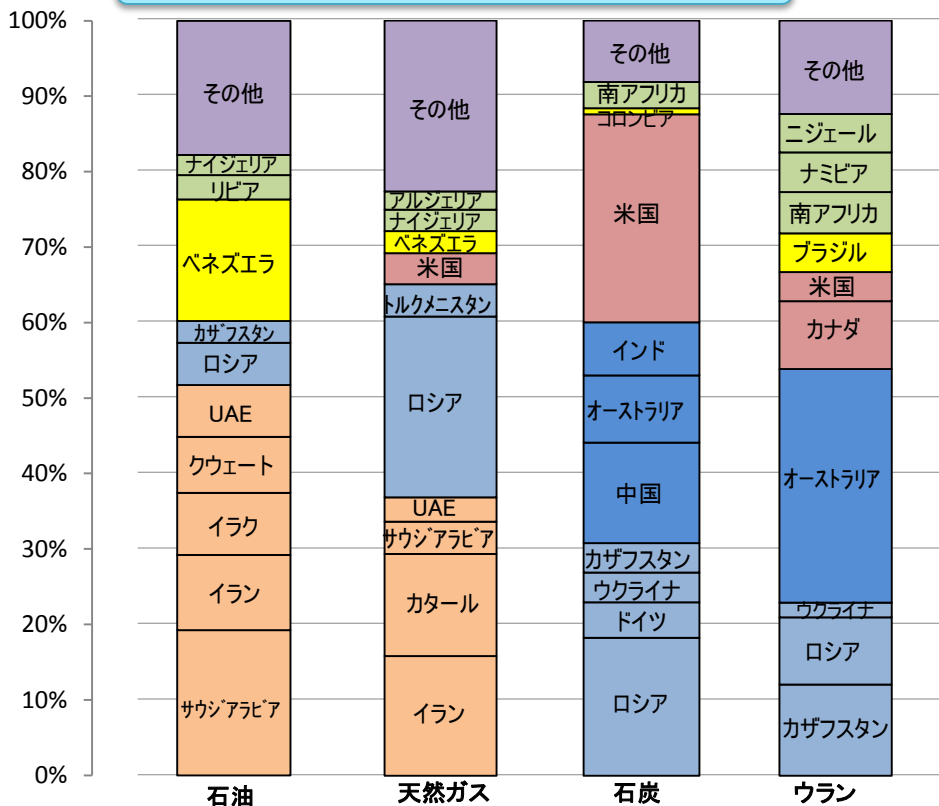 100%
90%
80%
70%
60%
50%
40%
30%
20%
10%
0%
その他
ナイジェリア
リビア
ベネズエラ
カザフスタン
ロシア
UAE
クウェート
イラク
イラン
サウジアラビア
石油
その他
アルジェリア
ナイジェリア
ベネズエラ
米国
トルクメニスタン
ロシア
UAE
サウジアラビア
カタール
イラン
天然ガス
その他
南アフリカ
コロンビア
米国
インド
オーストラリア
中国
カザフスタン
ウクライナ
ドイツ
ロシア
石炭
その他
ニジェール
ナミビア
南アフリカ
ブラジル
米国
カナダ
オーストラリア
ウクライナ
ロシア
カザフスタン
ウラン